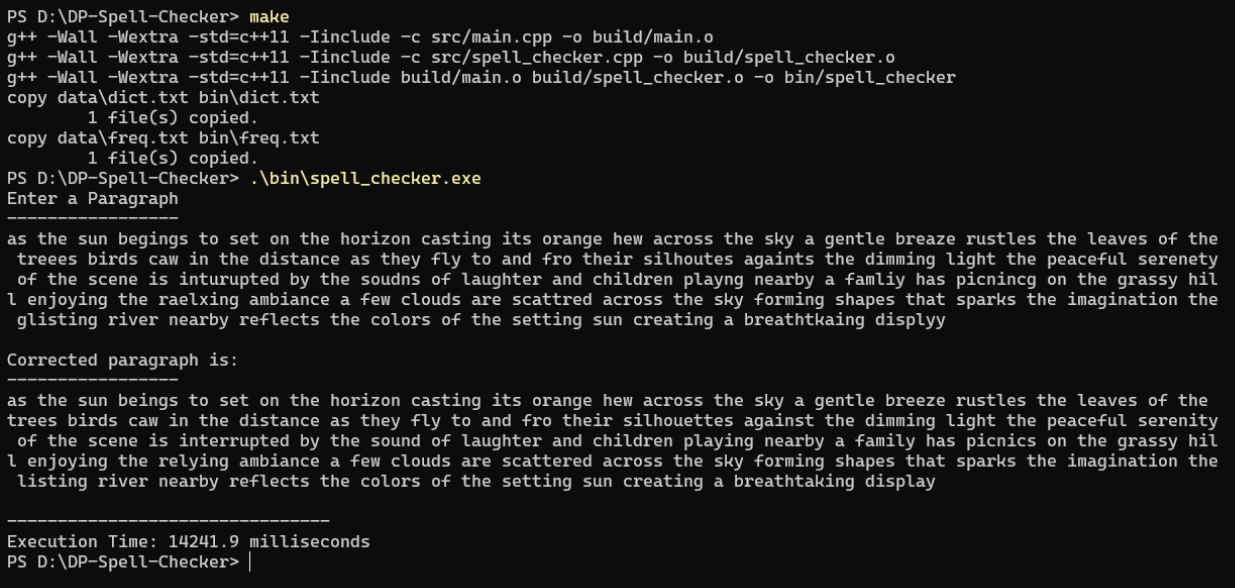 PS D:\DP-Spell-Checker> make
g++ -Wall -Wextra -std=c++11 -Iinclude -c src/main.cpp -o build/main.o
g++ -Wall -Wextra -std=c++11 -Iinclude -c src/spell_checker.cpp -o build/spell_checker.o
g++ -Wall -Wextra -std=c++11 -Iinclude build/main.o build/spell_checker.o -o bin/spell_checker
copy data\dict.txt bin\dict.txt
        1 file(s) copied.
copy data\freq.txt bin\freq.txt
        1 file(s) copied.
PS D:\DP-Spell-Checker> .\bin\spell_checker.exe
Enter a Paragraph
-----------------
as the sun begings to set on the horizon casting its orange hew across the sky a gentle breaze rustles the leaves of the
 treees birds caw in the distance as they fly to and fro their silhoutes againts the dimming light the peaceful serenety
 of the scene is inturupted by the soudns of laughter and children playng nearby a famliy has picnincg on the grassy hil
l enjoying the raelxing ambiance a few clouds are scattred across the sky forming shapes that sparks the imagination the
 glisting river nearby reflects the colors of the setting sun creating a breathtkaing displyy

Corrected paragraph is:
-----------------
as the sun beings to set on the horizon casting its orange hew across the sky a gentle breeze rustles the leaves of the
trees birds caw in the distance as they fly to and fro their silhouettes against the dimming light the peaceful serenity
 of the scene is interrupted by the sound of laughter and children playing nearby a family has picnics on the grassy hil
l enjoying the relying ambiance a few clouds are scattered across the sky forming shapes that sparks the imagination the
 listing river nearby reflects the colors of the setting sun creating a breathtaking display

--------------------------------
Execution Time: 14241.9 milliseconds
PS D:\DP-Spell-Checker>